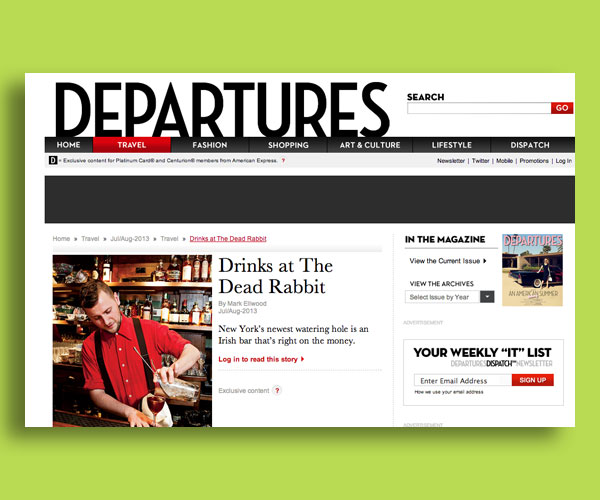 DEPARTURES
SEARCH
GO
HOME
TRAVEL
FASHION
SHOPPING
ART & CULTURE
LIFESTYLE
DISPATCH
D = Exclusive content for Platinum Card® and Centurion® members from American Express. ?
Newsletter | Twitter | Mobile | Promotions | Log In
Home » Travel » Jul/Aug-2013 » Travel » Drinks at The Dead Rabbit
Drinks at The
Dead Rabbit
By Mark Ellwood
Jul/Aug-2013
New York's newest watering hole is an
Irish bar that's right on the money.
Log in to read this story
Exclusive content ?
IN THE MAGAZINE
View the Current Issue
VIEW THE ARCHIVES
Select Issue by Year
DEPARTURES
AN AMERICAN SUMMER
ADVERTISEMENT
YOUR WEEKLY “IT” LIST
DEPARTURES DISPATCH™ NEWSLETTER
Enter Email Address
SIGN UP
How we use your email address
ADVERTISEMENT